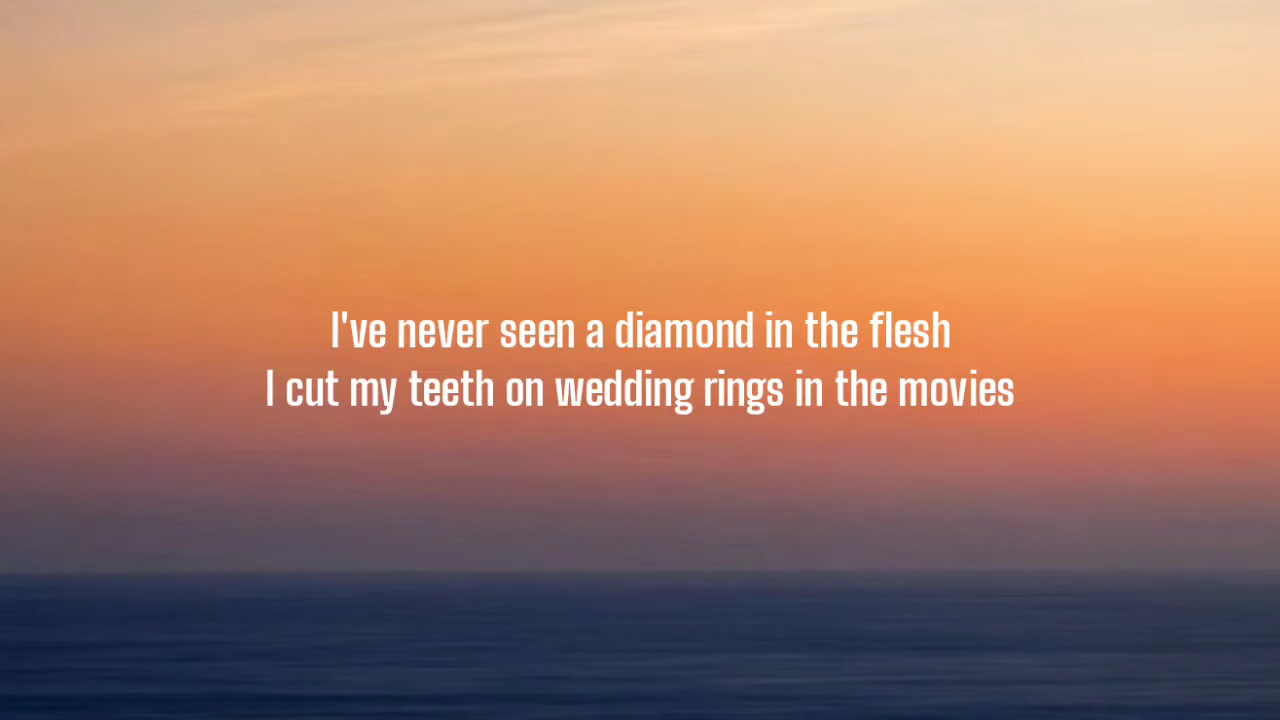 I've never seen a diamond in the flesh
I cut my teeth on wedding rings in the movies